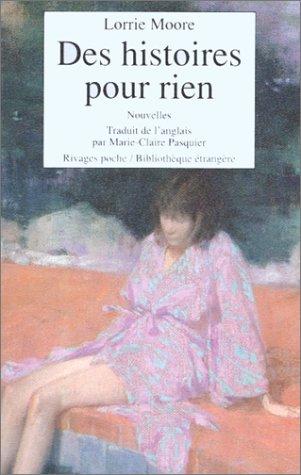 Lorrie Moore
Des histoires
pour rien
Nouvelles
Traduit de l'anglais
par Marie-Claire Pasquier
Rivages poche / Bibliothèque étrangère